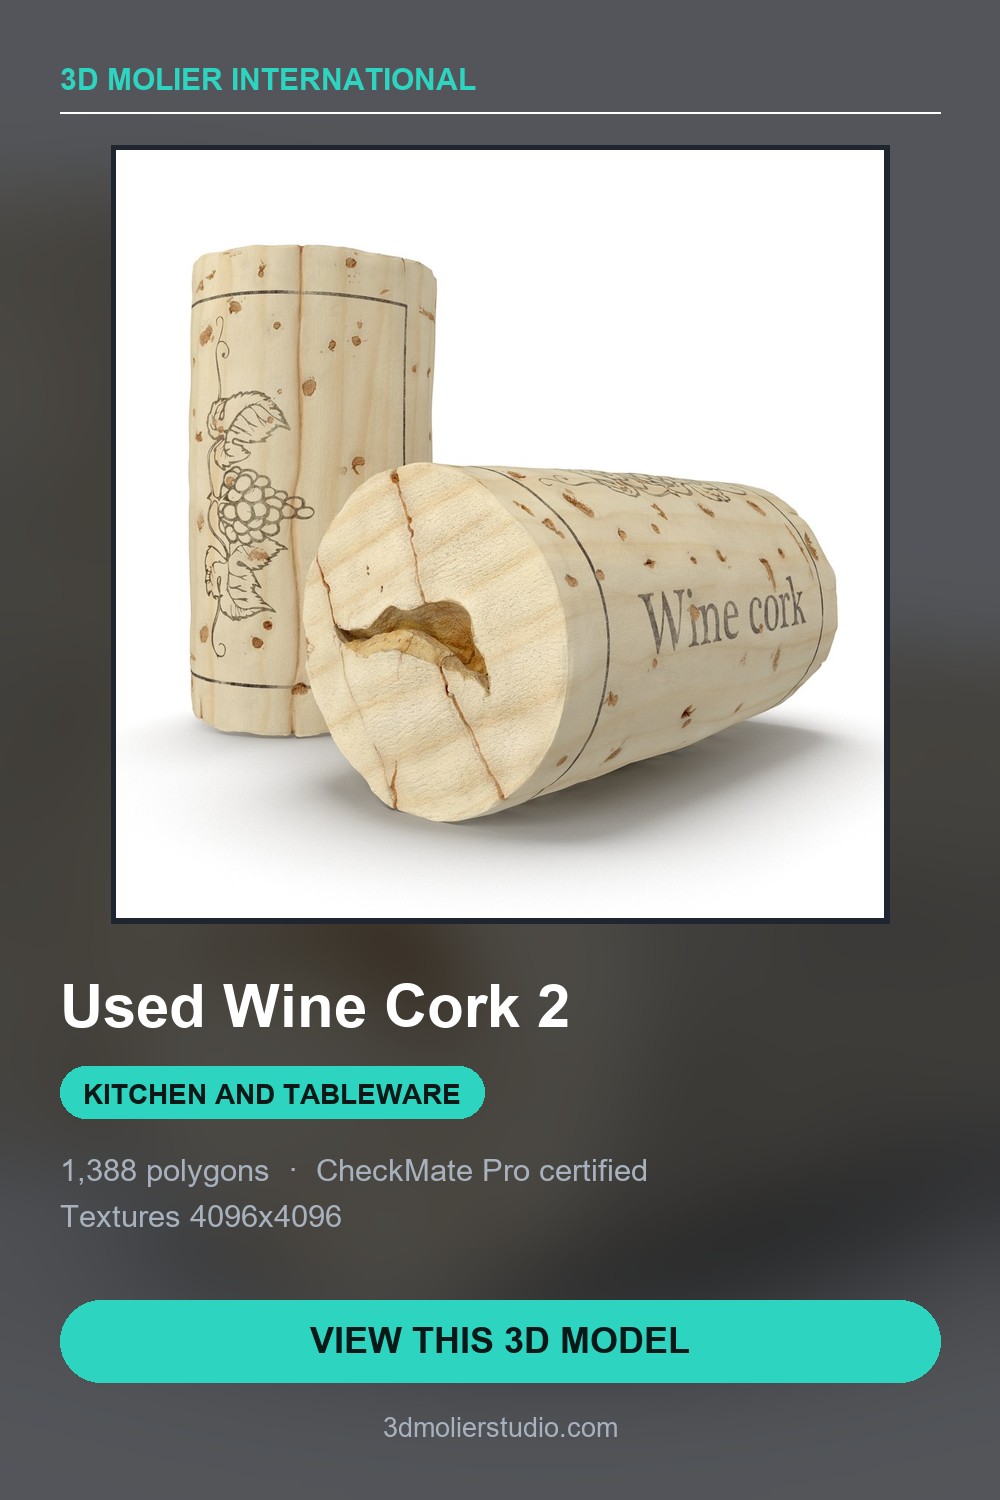 3D MOLIER INTERNATIONAL
Wine cork
Used Wine Cork 2
KITCHEN AND TABLEWARE
1,388 polygons · CheckMate Pro certified
Textures 4096x4096
VIEW THIS 3D MODEL
3dmolierstudio.com